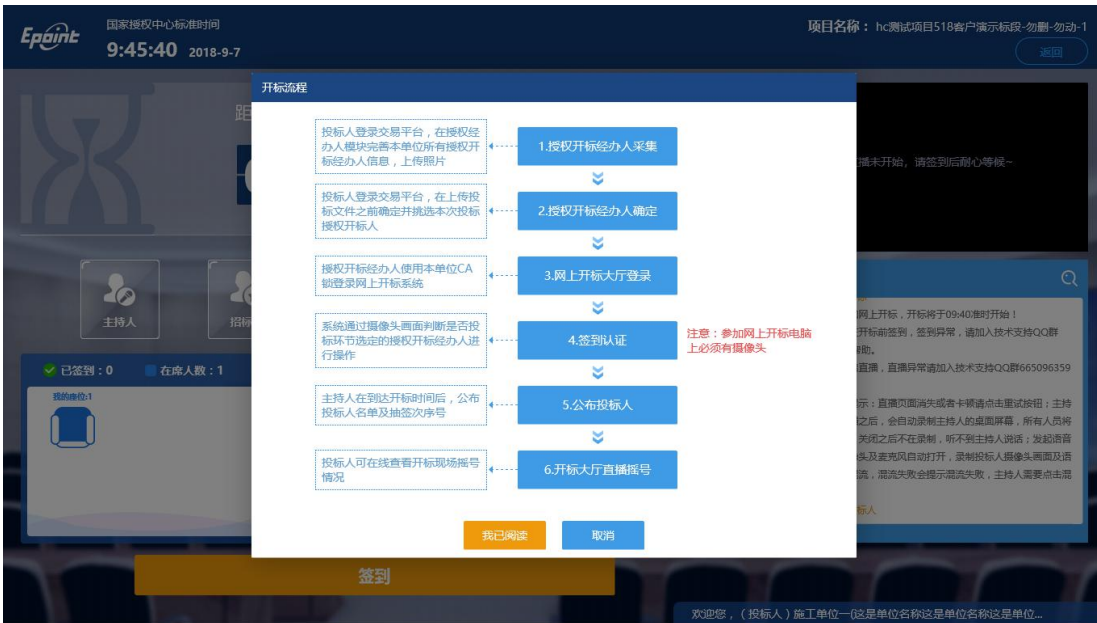 Epoint
国家授权中心标准时间
9:45:40 2018-9-7
项目名称：hc测试项目518客户演示标段-勿删-勿动-1
返回
距
开标流程
投标人登录交易平台，在授权经
办人模块完善本单位所有授权开
标经办人信息，上传照片
1.授权开标经办人采集
投标人登录交易平台，在上传投
标文件之前确定并挑选本次投标
授权开标人
2.授权开标经办人确定
授权开标经办人使用本单位CA
锁登录网上开标系统
3.网上开标大厅登录
系统通过摄像头画面判断是否投
标环节选定的授权开标经办人进
行操作
4.签到认证
注意：参加网上开标电脑
上必须有摄像头
主持人在到达开标时间后，公布
投标人名单及抽签次序号
5.公布投标人
投标人可在线查看开标现场摇号
情况
6.开标大厅直播摇号
我已阅读
取消
播未开始，请签到后耐心等候~
主持人
招标
已签到：0
在席人数：1
我的座位:1
网上开标，开标将于09:40准时开始！
开标前签到，签到异常，请加入技术支持QQ群
帮助。
直播，直播异常请加入技术支持QQ群665096359
示：直播页面消失或者卡顿请点击重试按钮；主持
之后，会自动录制主持人的桌面屏幕，所有人员将
关闭之后不在录制，听不到主持人说话；发起语音
头及麦克风自动打开，录制投标人摄像头画面及语
流，混流失败会提示混流失败，主持人需要点击混
标人
签到
欢迎您，（投标人）施工单位一(这是单位名称这是单位名称这是单位...